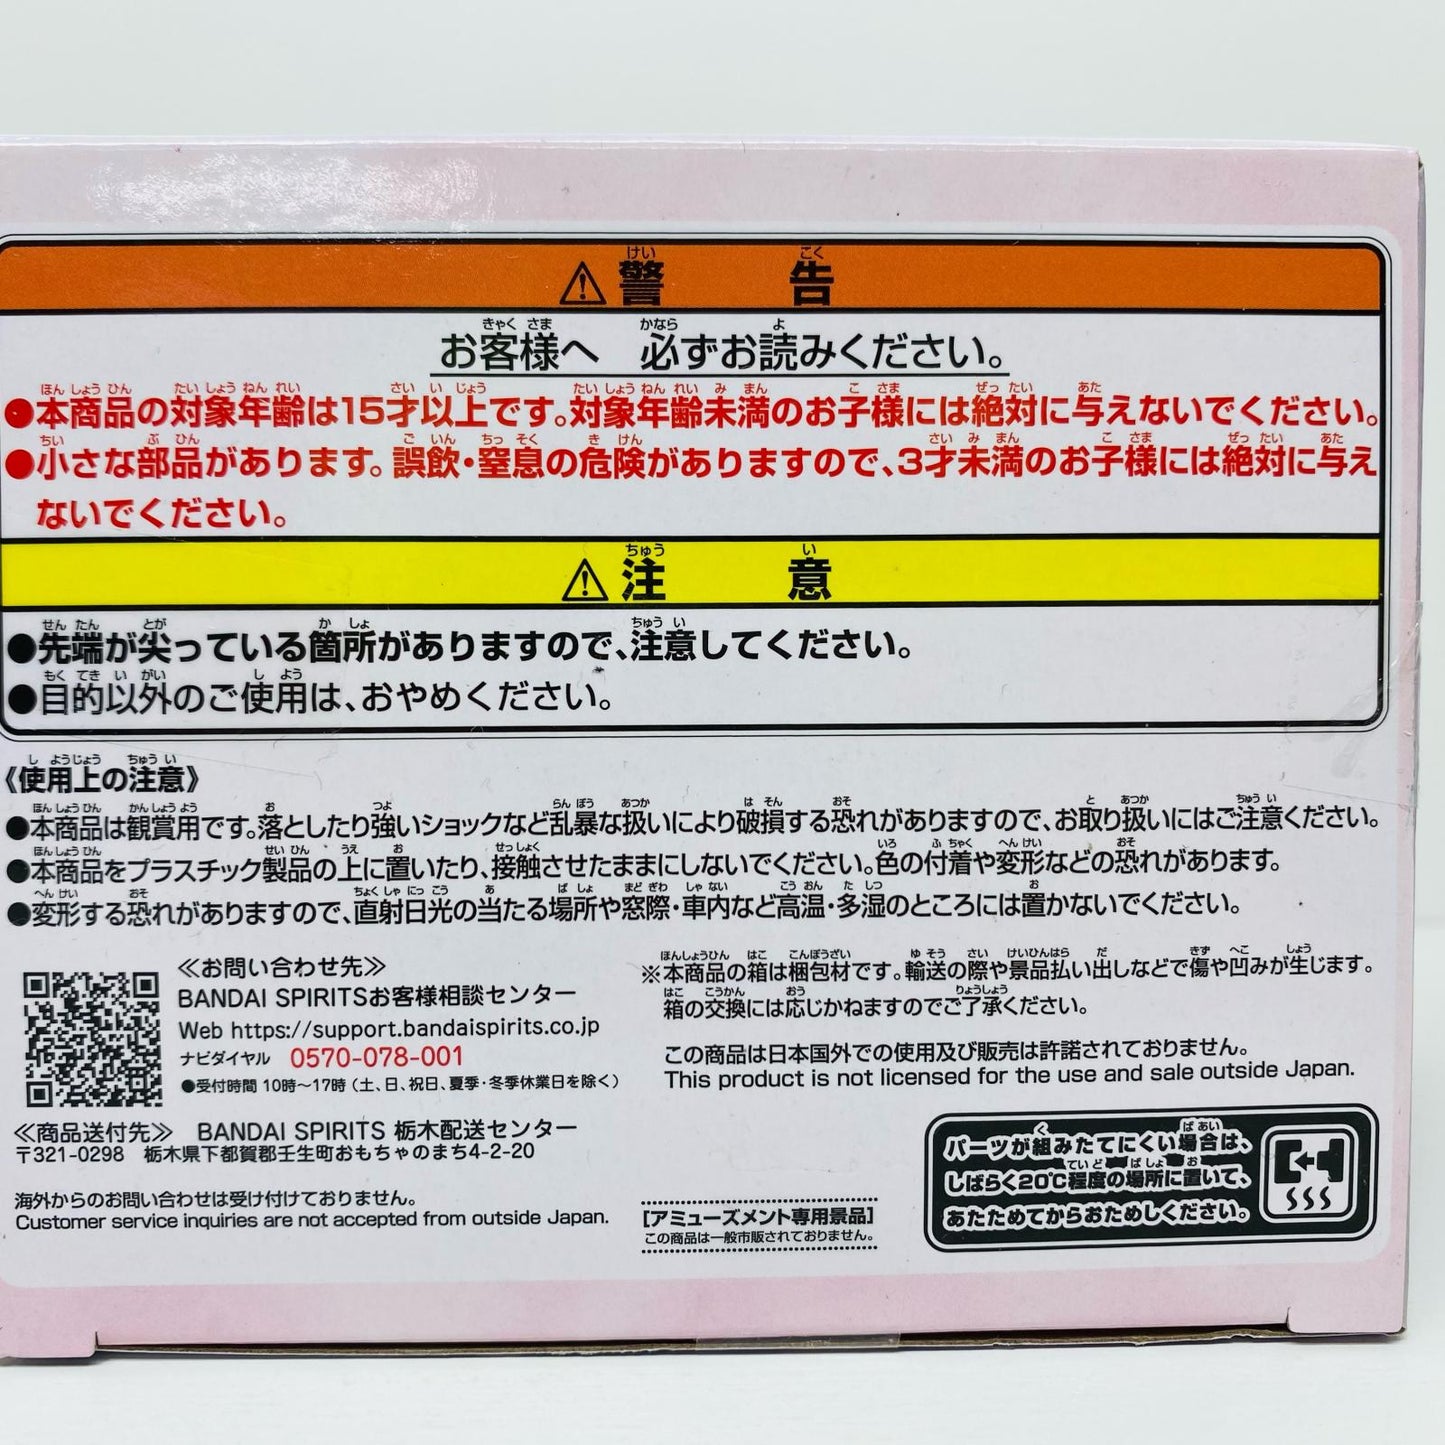 ⚠警告
お客様へ 必ずお読みください。
●本商品の対象年齢は15才以上です。対象年齢未満のお子様には絶対に与えないでください。
●小さな部品があります。誤飲・窒息の危険がありますので、3才未満のお子様には絶対に与え
ないでください。
⚠注意
●先端が尖っている箇所がありますので、注意してください。
●目的以外のご使用は、おやめください。
《使用上の注意》
●本商品は観賞用です。落としたり強いショックなど乱暴な扱いにより破損する恐れがありますので、お取り扱いにはご注意ください。
●本商品をプラスチック製品の上に置いたり、接触させたままにしないでください。色の付着や変形などの恐れがあります。
●変形する恐れがありますので、直射日光の当たる場所や窓際・車内など高温・多湿のところには置かないでください。
≪お問い合わせ先≫
BANDAI SPIRITSお客様相談センター
Web https://support.bandaispirits.co.jp
ナビダイヤル 0570-078-001
●受付時間 10時〜17時（土、日、祝日、夏季・冬季休業日を除く）
≪商品送付先≫ BANDAI SPIRITS 栃木配送センター
〒321-0298 栃木県下都賀郡壬生町おもちゃのまち4-2-20
海外からのお問い合わせは受け付けておりません。
Customer service inquiries are not accepted from outside Japan.
※本商品の箱は梱包材です。輸送の際や景品払い出しなどで傷や凹みが生じます。
箱の交換には応じかねますのでご了承ください。
この商品は日本国外での使用及び販売は許諾されておりません。
This product is not licensed for the use and sale outside Japan.
[アミューズメント専用景品]
この商品は一般市販されておりません。
パーツが組みたてにくい場合は、
しばらく20℃程度の場所に置いて、
あたためてからおためしください。